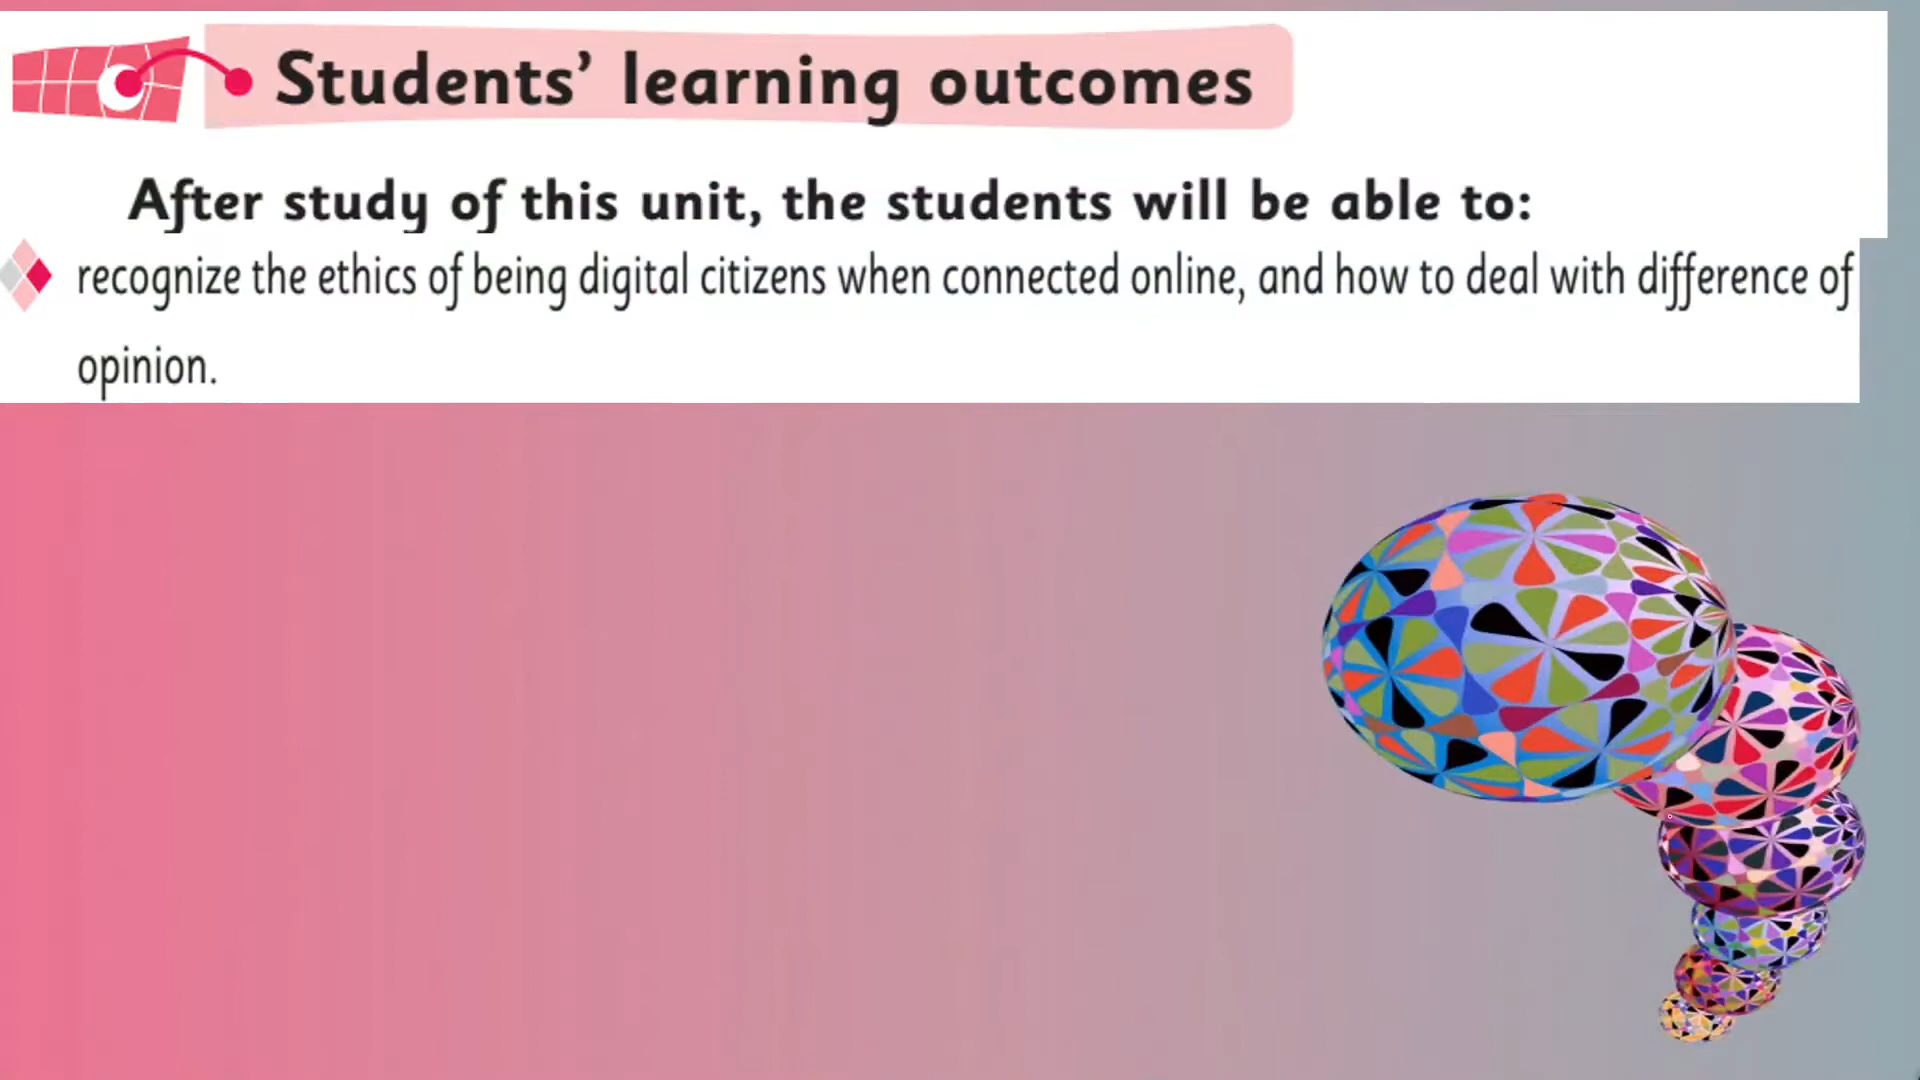 Students’ learning outcomes
After study of this unit, the students will be able to:
recognize the ethics of being digital citizens when connected online, and how to deal with difference of
opinion.